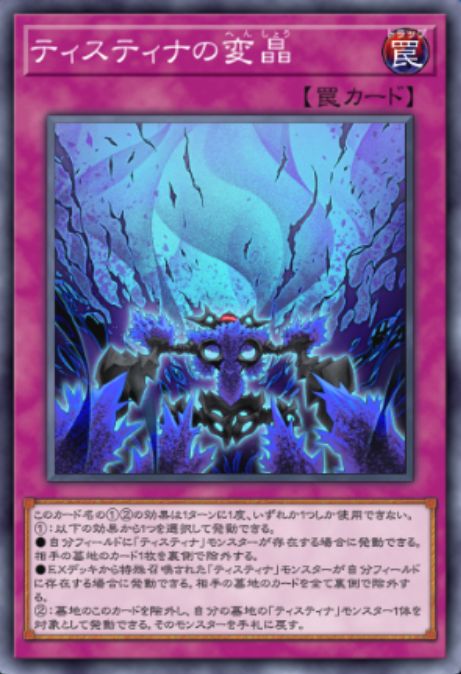 ティスティナの変晶
へんしょう
トラップ
罠
【罠カード】
このカード名の①②の効果は1ターンに1度、いずれか1つしか使用できない。
①：以下の効果から1つを選択して発動できる。
●自分フィールドに「ティスティナ」モンスターが存在する場合に発動できる。
相手の墓地のカード1枚を裏側で除外する。
●EXデッキから特殊召喚された「ティスティナ」モンスターが自分フィールド
に存在する場合に発動できる。相手の墓地のカードを全て裏側で除外す
る。
②：墓地のこのカードを除外し、自分の墓地の「ティスティナ」モンスター1体を
対象として発動できる。そのモンスターを手札に戻す。